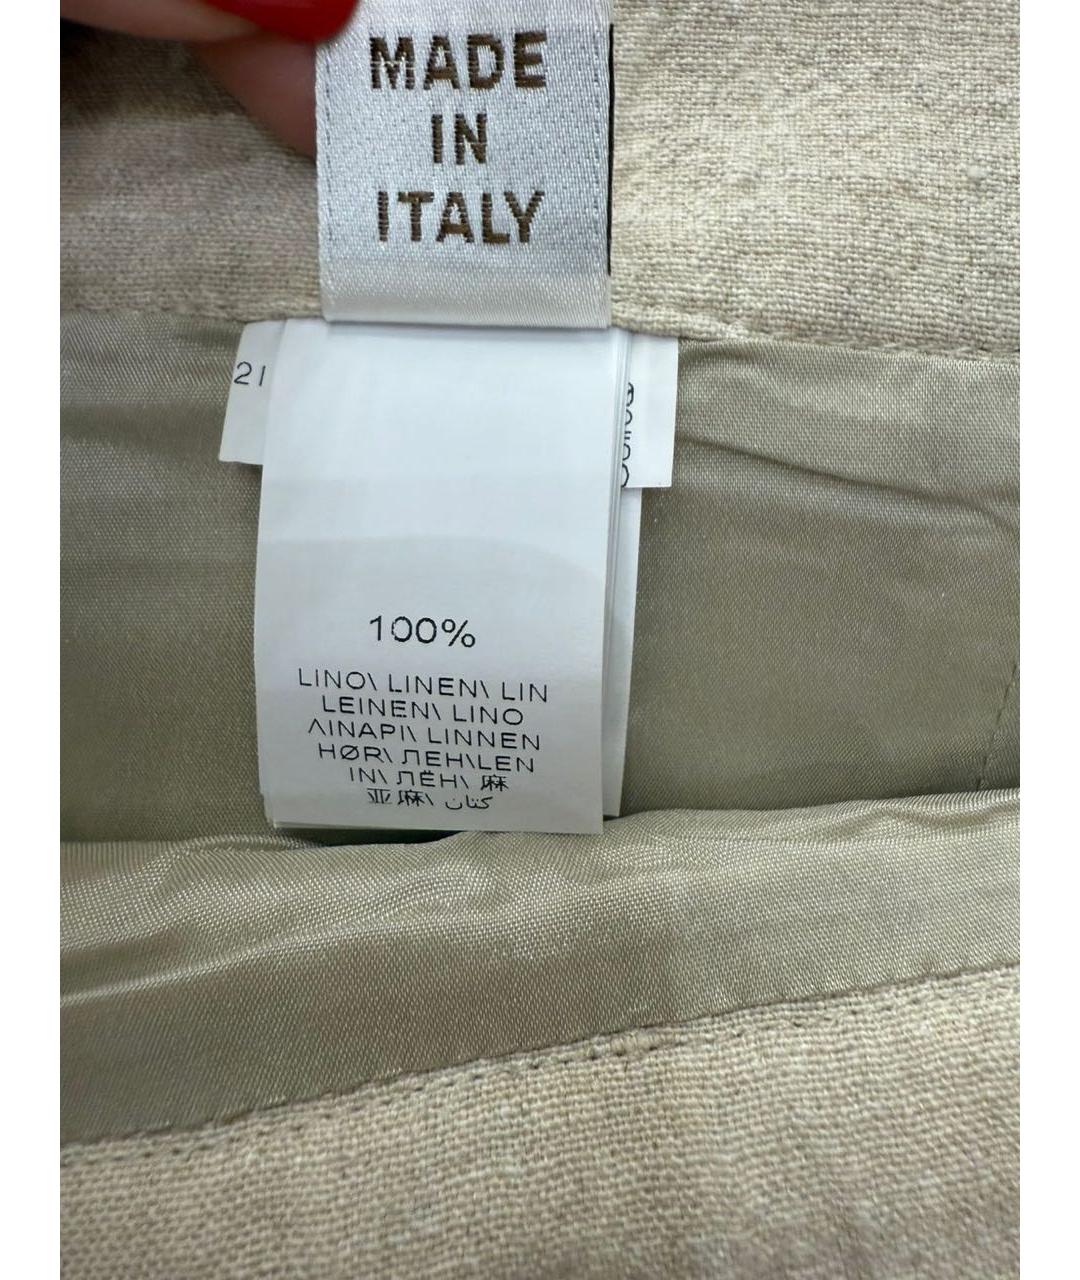 MADE
IN
ITALY
21
100%
LINO\ LINEN\ LIN
LEINEN\ LINO
ΛΙΝΑΡΙ\ LINNEN
HØR\ ЛЕН\LEN
IN\ ЛЁН\ 麻
亚麻\ كتان